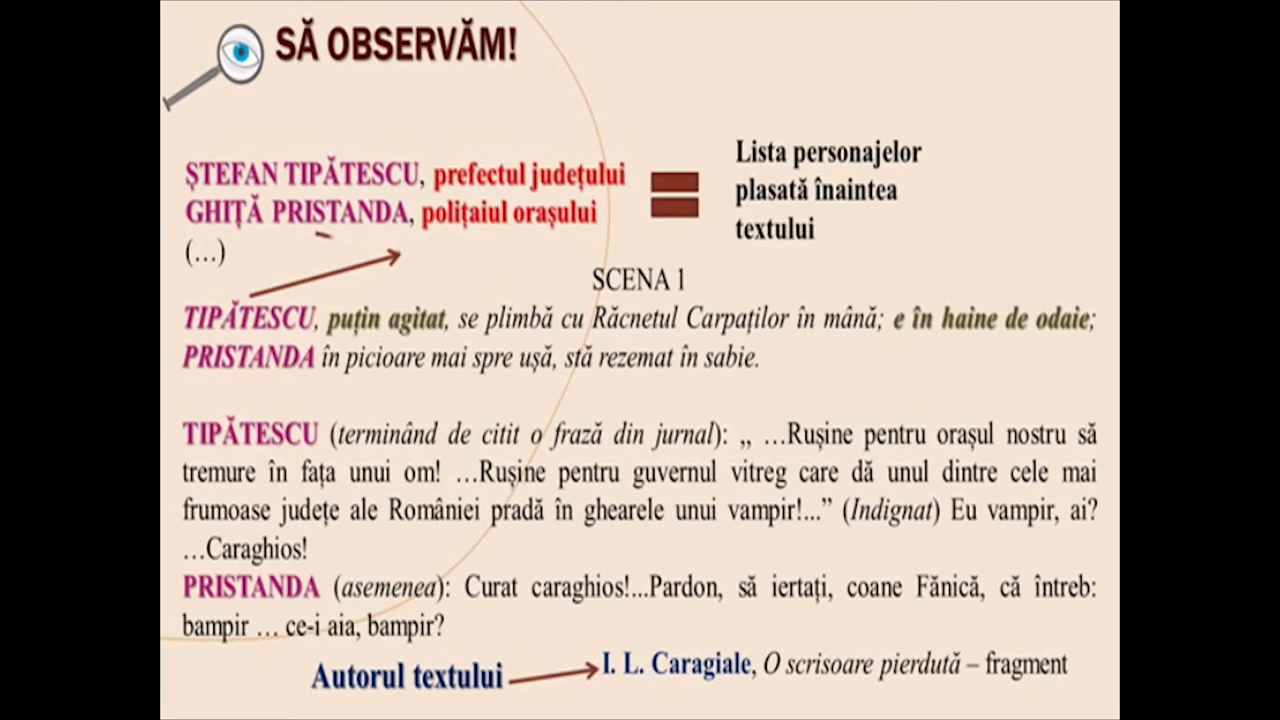 SĂ OBSERVĂM!
ȘTEFAN TIPĂTESCU, prefectul județului
GHIȚĂ PRISTANDA, polițaiul orașului
(…)
Lista personajelor
plasată înaintea
textului
SCENA 1
TIPĂTESCU, puțin agitat, se plimbă cu Răcnetul Carpaților în mână; e în haine de odaie;
PRISTANDA în picioare mai spre ușă, stă rezemat în sabie.
TIPĂTESCU (terminând de citit o frază din jurnal): „ …Rușine pentru orașul nostru să
tremure în fața unui om! …Rușine pentru guvernul vitreg care dă unul dintre cele mai
frumoase județe ale României pradă în ghearele unui vampir!...” (Indignat) Eu vampir, ai?
…Caraghios!
PRISTANDA (asemenea): Curat caraghios!...Pardon, să iertați, coane Fănică, că întreb:
bampir … ce-i aia, bampir?
Autorul textului
I. L. Caragiale, O scrisoare pierdută – fragment